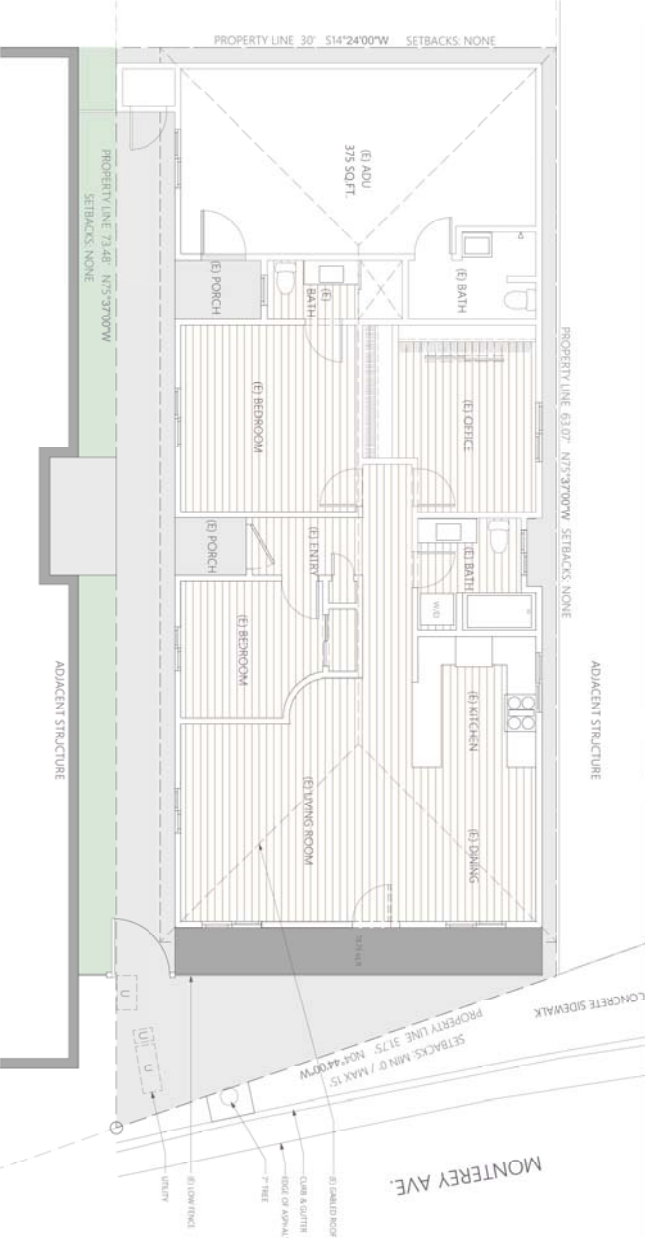 PROPERTY LINE 30' S14°24'00"W SETBACKS: NONE
(E) ADU
375 SQ.FT.
PROPERTY LINE 73.48' N75°37'00"W
SETBACKS: NONE
(E) PORCH
(E)
BATH
(E) BATH
PROPERTY LINE 63.07' N75°37'00"W SETBACKS: NONE
(E) BEDROOM
(E) OFFICE
(E) PORCH
(E) ENTRY
(E) BATH
W/D
(E) BEDROOM
(E) KITCHEN
ADJACENT STRUCTURE
ADJACENT STRUCTURE
(E) LIVING ROOM
(E) DINING
CONCRETE SIDEWALK
PROPERTY LINE 31.75' N04°44'00"W
SETBACKS: MIN 0' / MAX 15'
U
U
U
MONTEREY AVE.
UTILITY
(E) LOW FENCE
7" TREE
EDGE OF ASPHAL
CURB & GUTTER
(E) GABLED ROOF